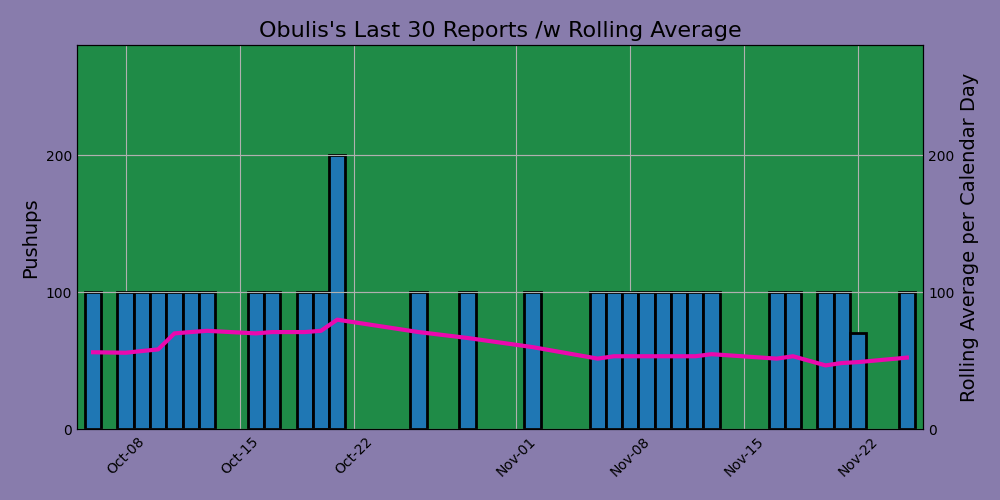 Obulis's Last 30 Reports /w Rolling Average
Pushups
200
100
0
200
100
0
Rolling Average per Calendar Day
Oct-08
Oct-15
Oct-22
Nov-01
Nov-08
Nov-15
Nov-22